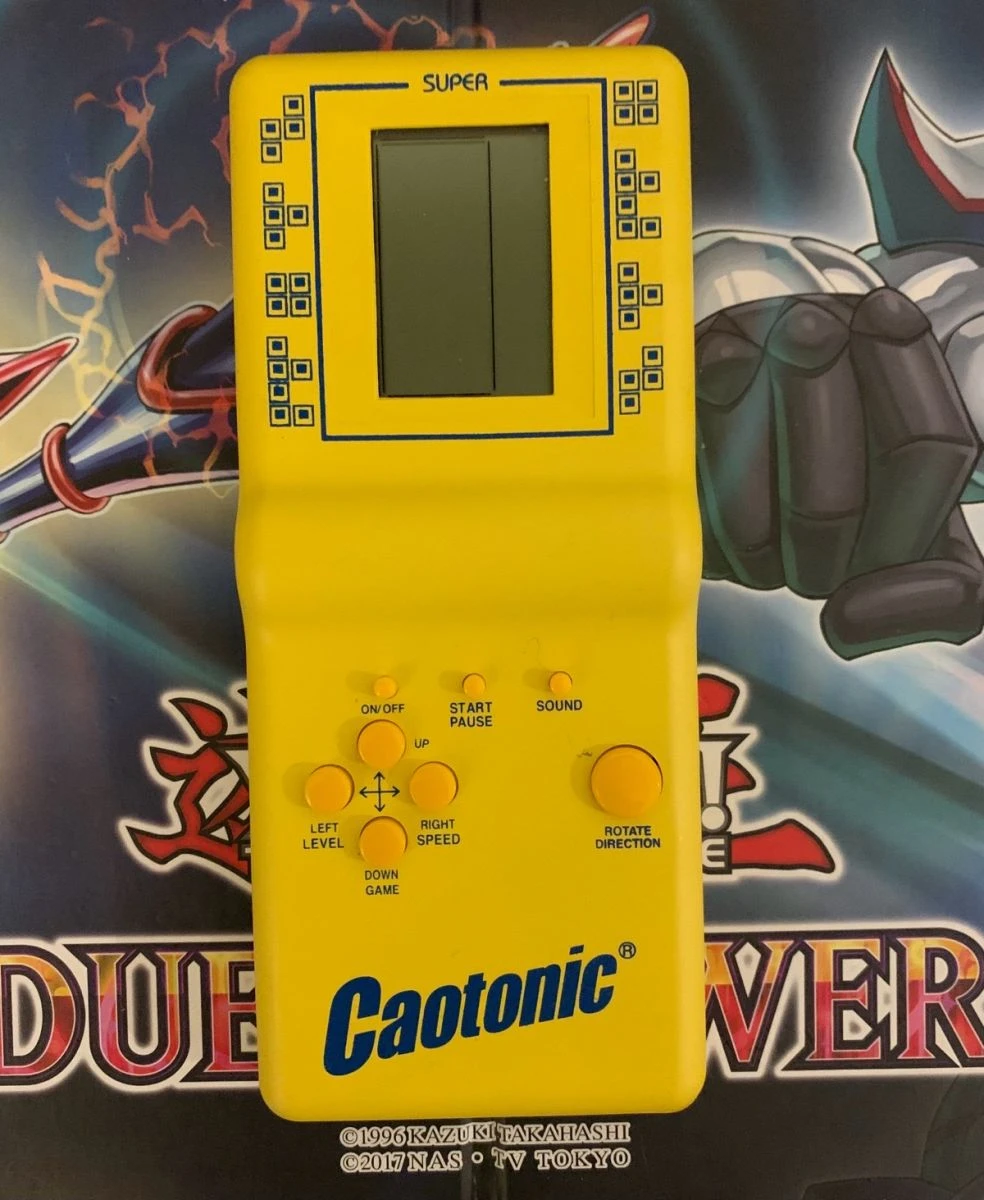 SUPER
ON/OFF
START
PAUSE
SOUND
UP
LEFT
LEVEL
RIGHT
SPEED
ROTATE
DIRECTION
DOWN
GAME
Caotonic®
©1996 KAZUKI TAKAHASHI
©2017 NAS • TV TOKYO